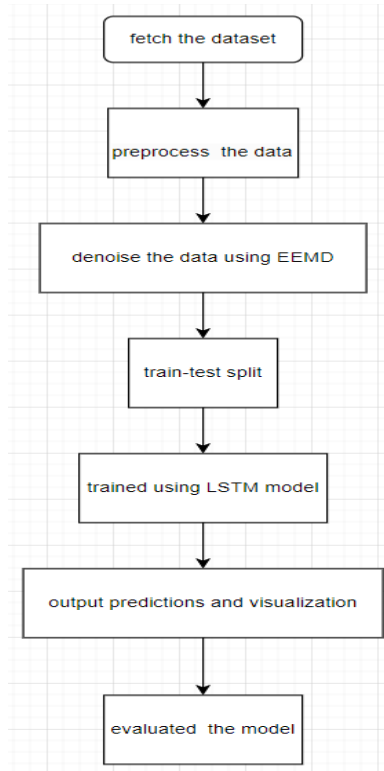 fetch the dataset
preprocess the data
denoise the data using EEMD
train-test split
trained using LSTM model
output predictions and visualization
evaluated the model